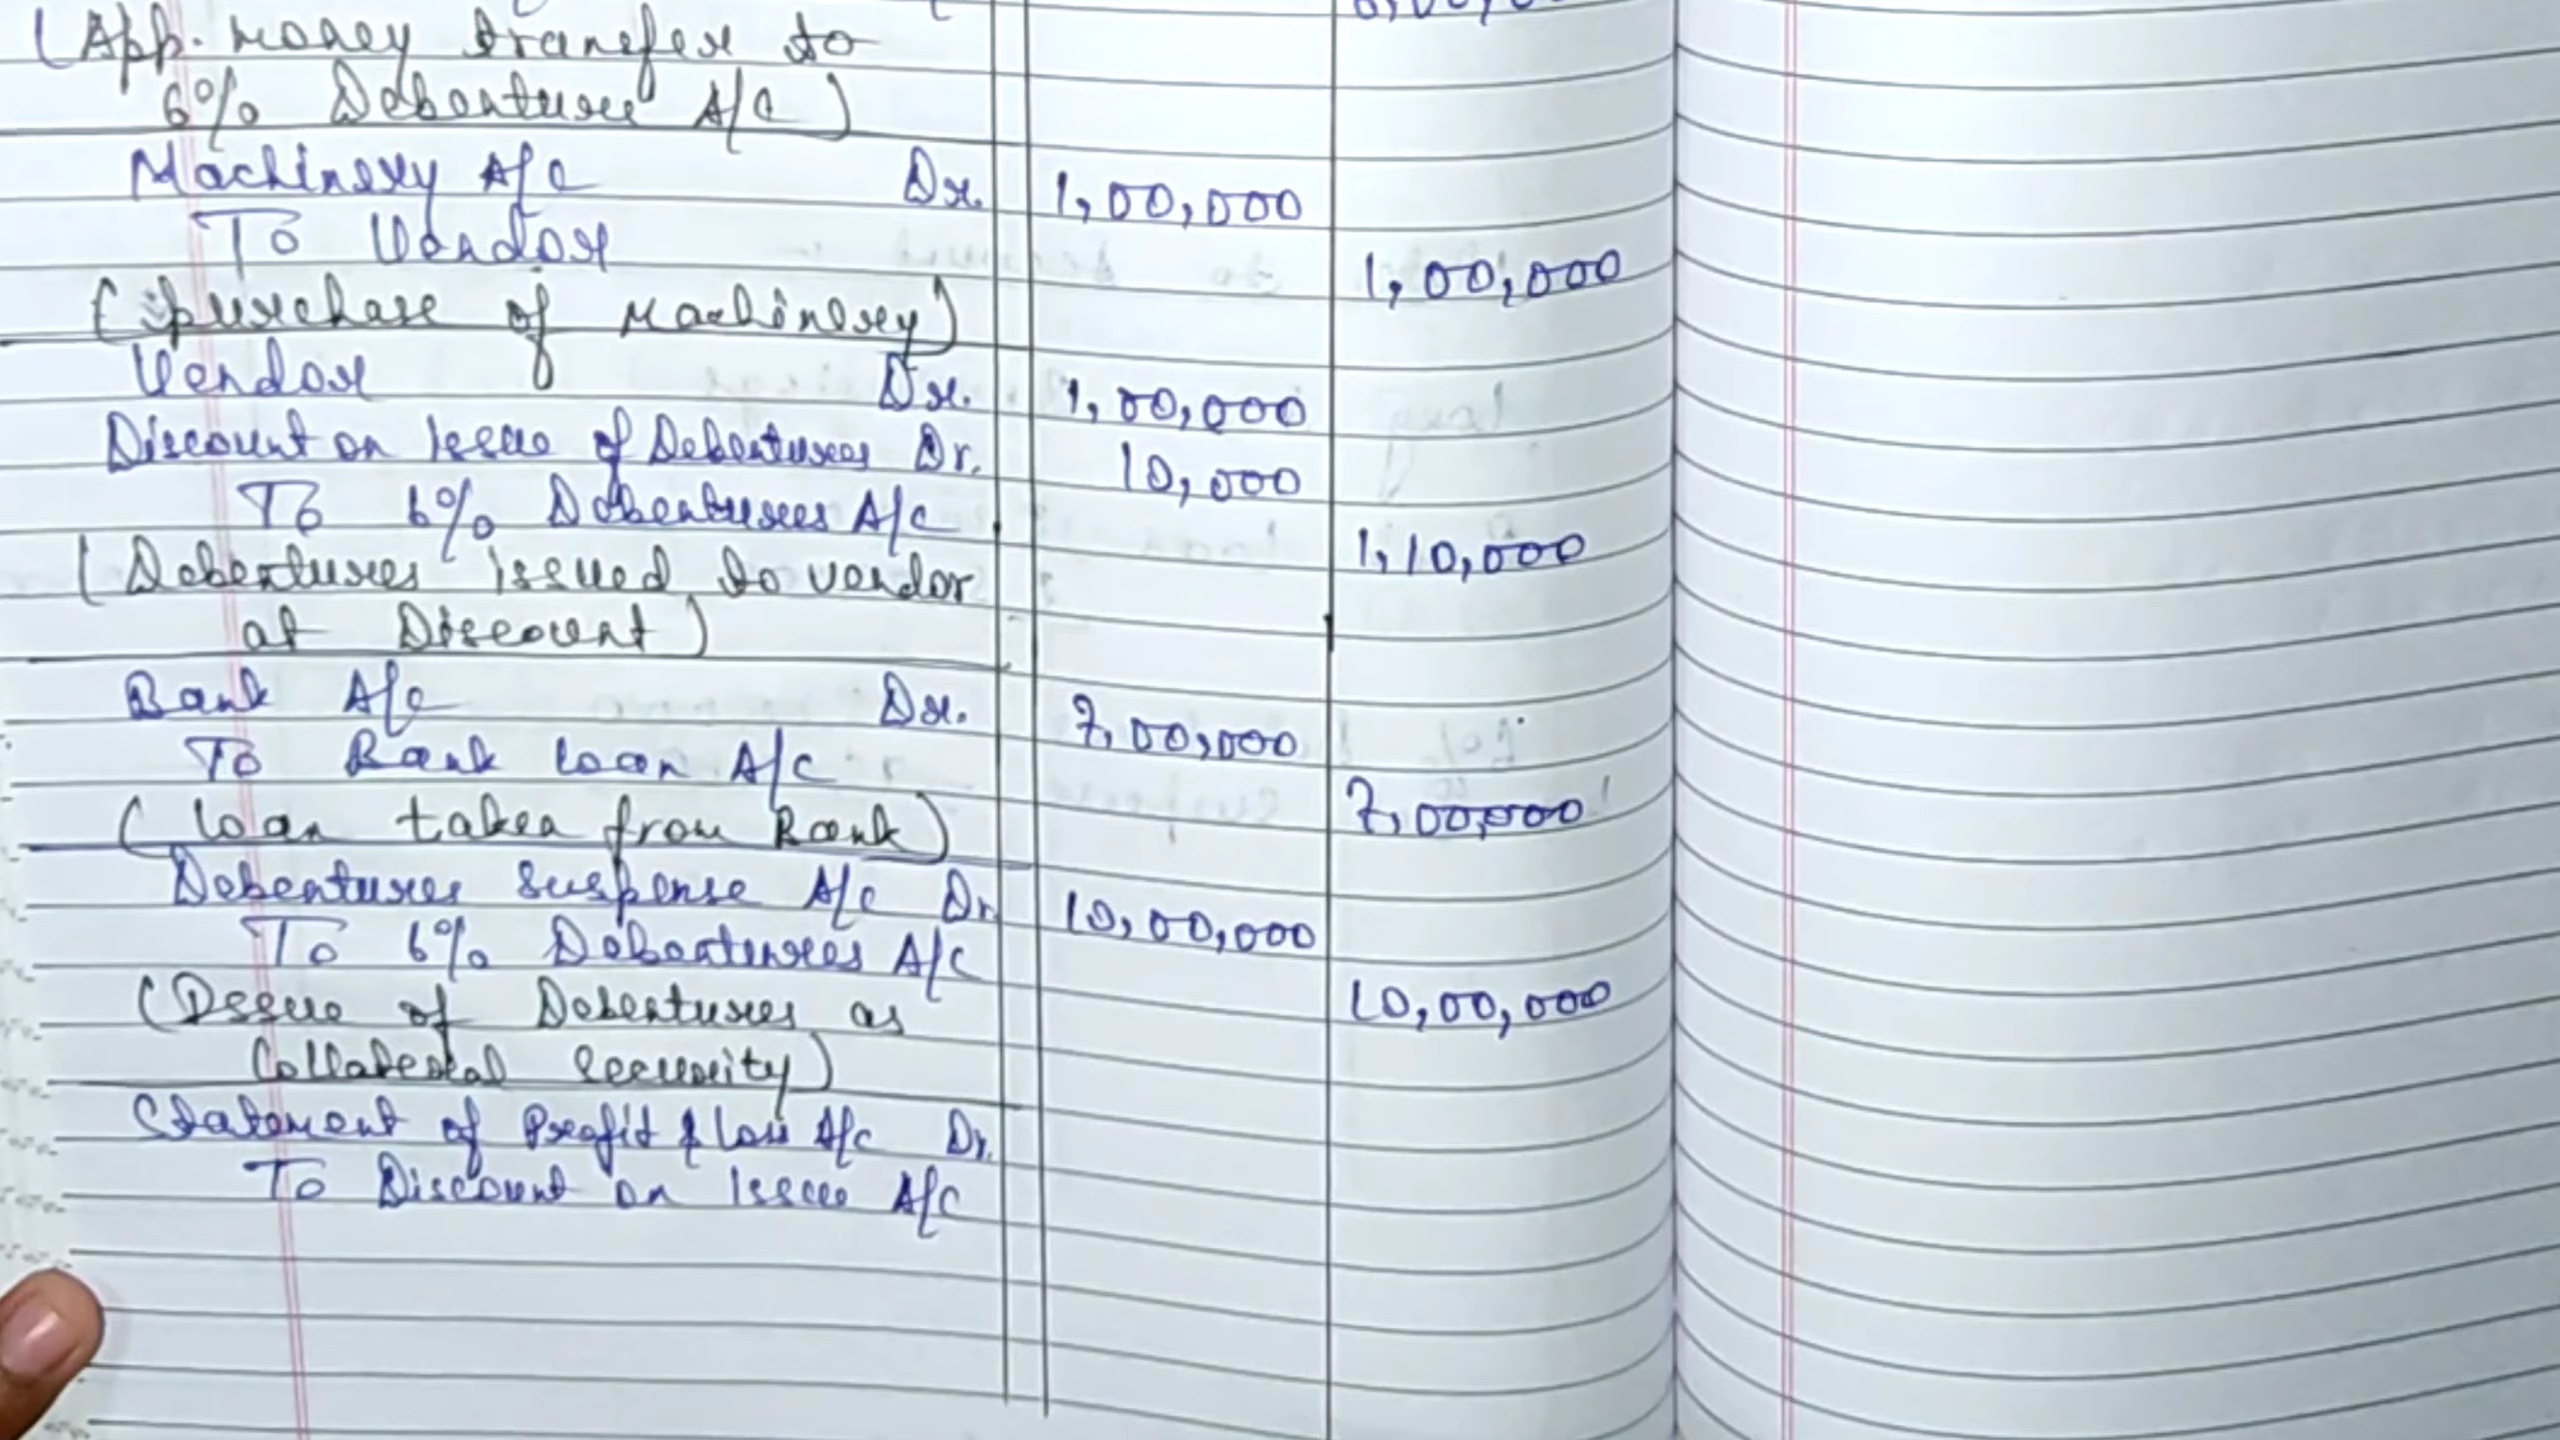 (App. money transfer to
6% Debentures A/c)
Machinery A/c Dr. 1,00,000
To Vendor 1,00,000
(purchase of Machinery)
Vendor Dr. 1,00,000
Discount on Issue of Debentures Dr. 10,000
To 6% Debentures A/c 1,10,000
(Debentures issued to vendor
at Discount)
Bank A/c Dr. 7,00,000
To Bank loan A/c 7,00,000
(loan taken from Bank)
Debentures suspense A/c Dr. 10,00,000
To 6% Debentures A/c 10,00,000
(Issue of Debentures as
Collateral security)
Statement of Profit & loss A/c Dr.
To Discount on Issue A/c